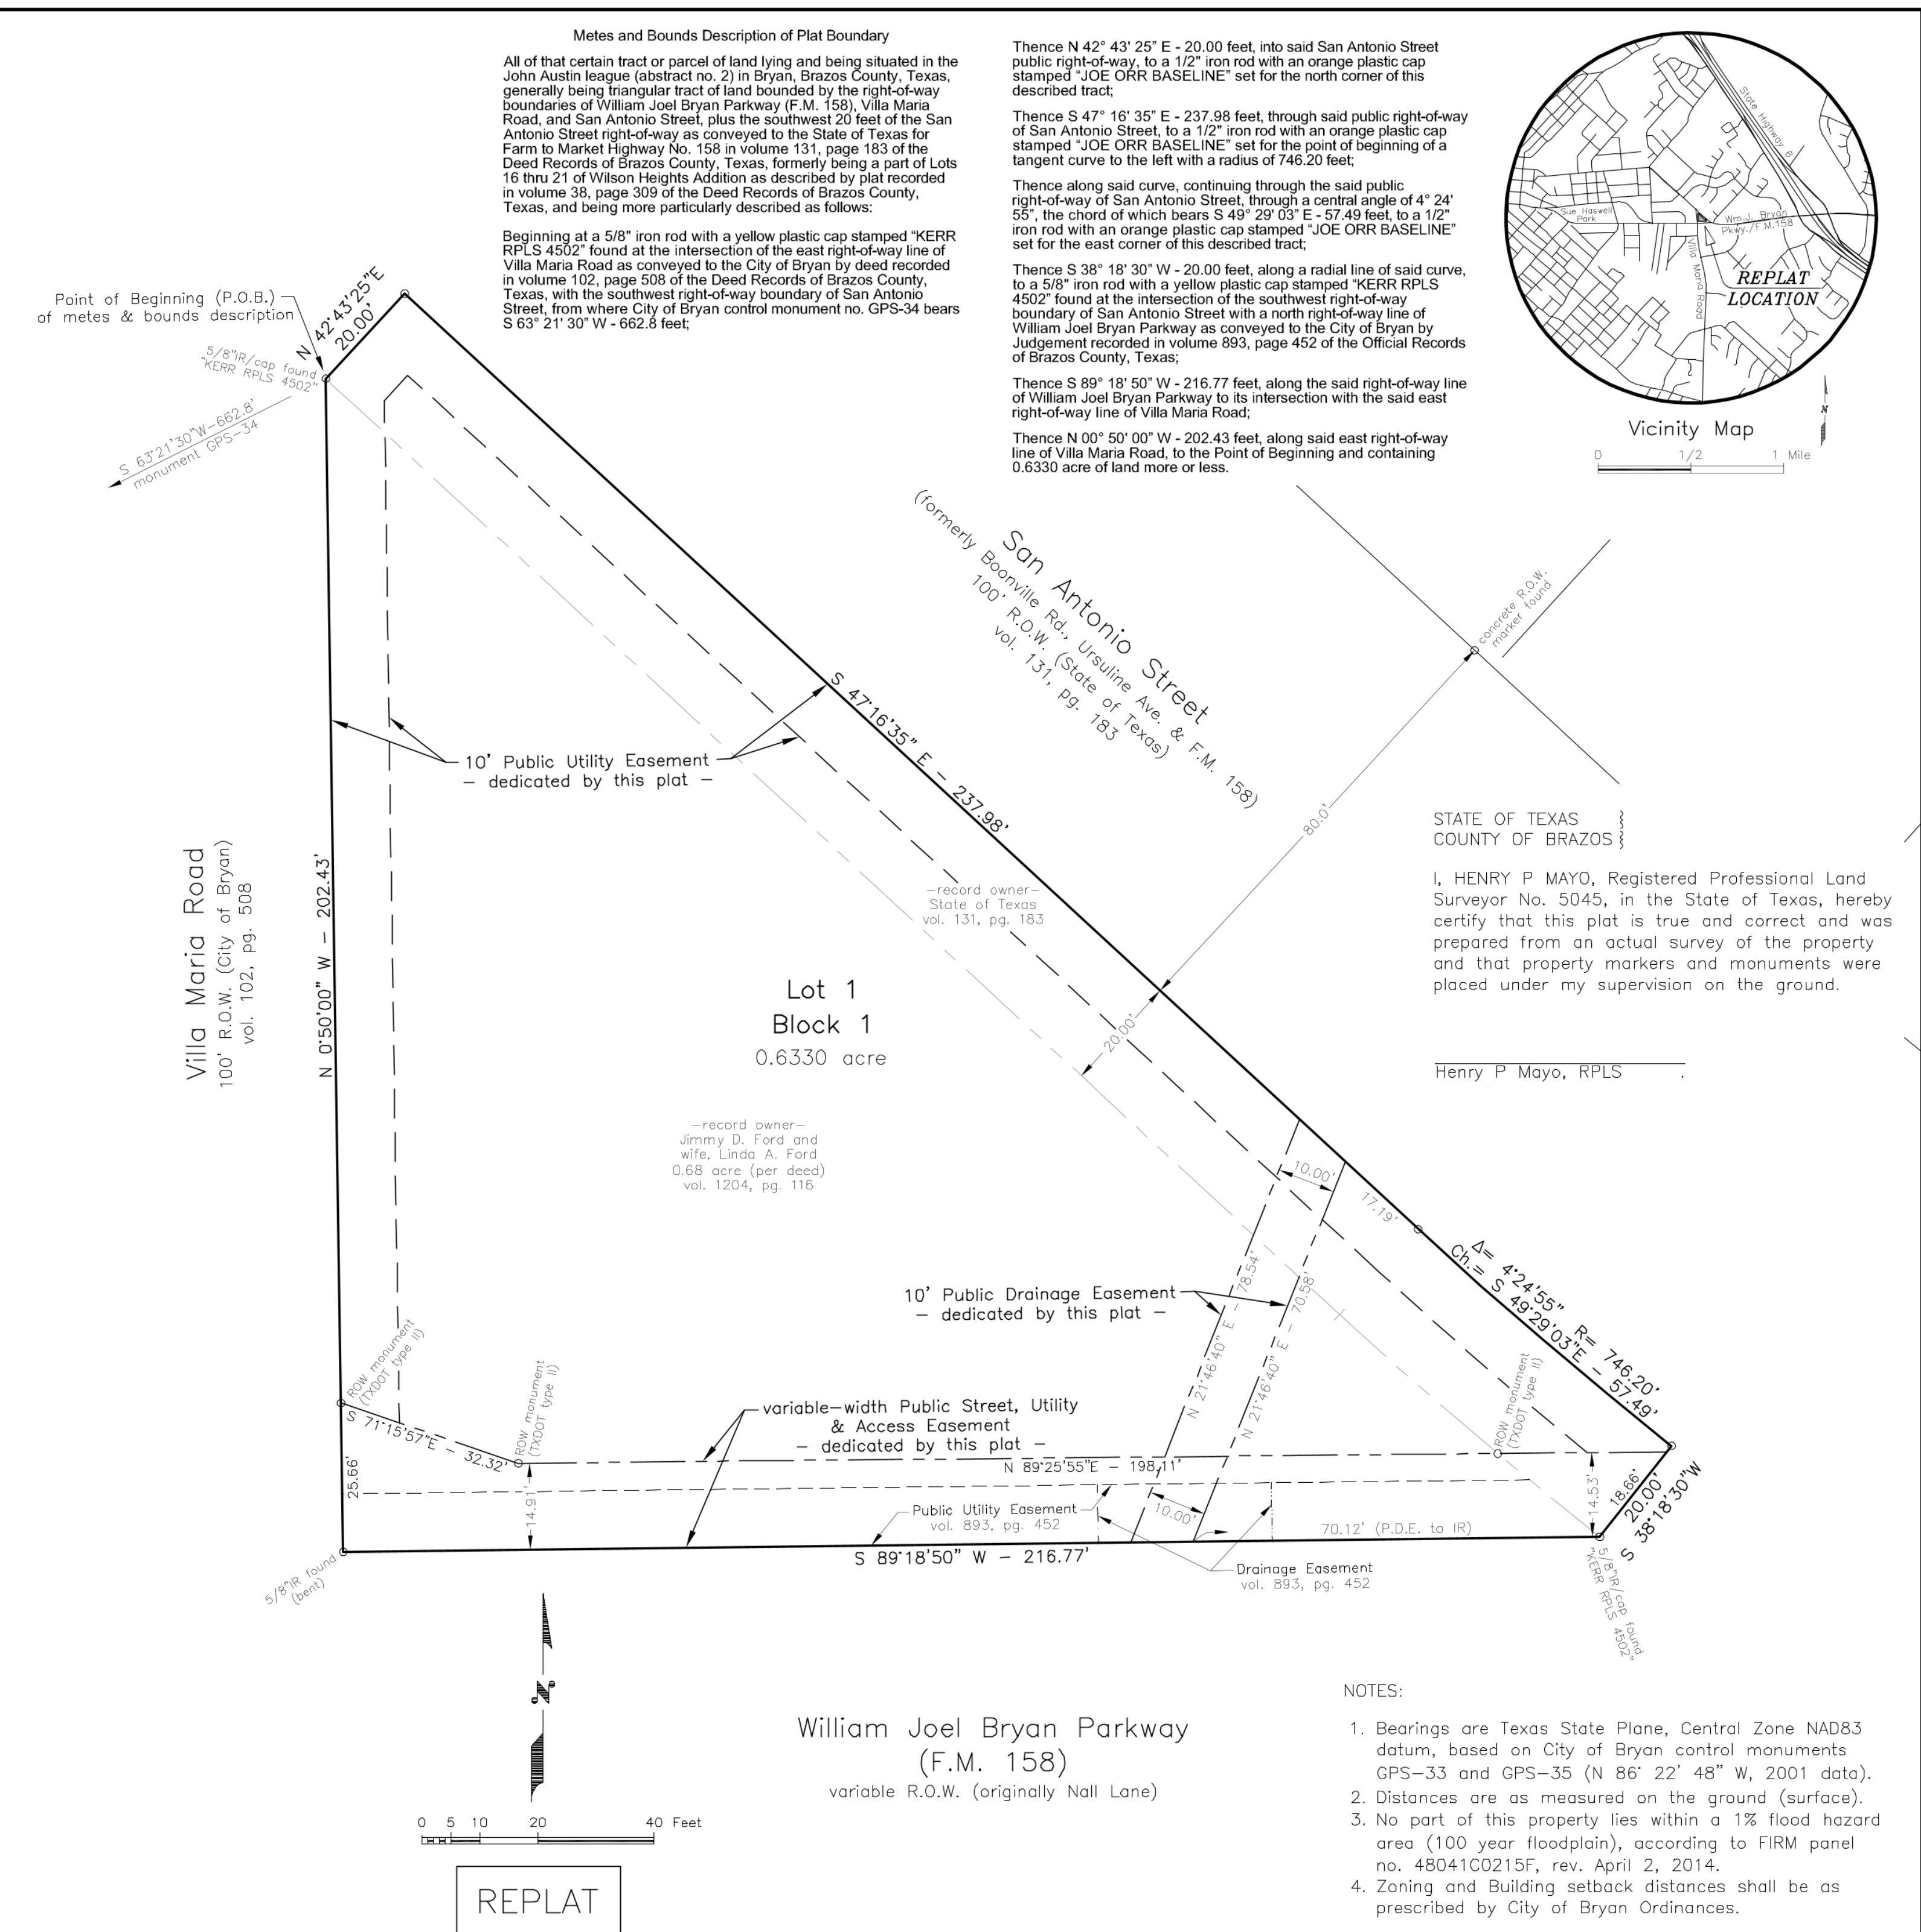 Metes and Bounds Description of Plat Boundary
All of that certain tract or parcel of land lying and being situated in the
John Austin league (abstract no. 2) in Bryan, Brazos County, Texas,
generally being triangular tract of land bounded by the right-of-way
boundaries of William Joel Bryan Parkway (F.M. 158), Villa Maria
Road, and San Antonio Street, plus the southwest 20 feet of the San
Antonio Street right-of-way as conveyed to the State of Texas for
Farm to Market Highway No. 158 in volume 131, page 183 of the
Deed Records of Brazos County, Texas, formerly being a part of Lots
16 thru 21 of Wilson Heights Addition as described by plat recorded
in volume 38, page 309 of the Deed Records of Brazos County,
Texas, and being more particularly described as follows:
Beginning at a 5/8" iron rod with a yellow plastic cap stamped "KERR
RPLS 4502" found at the intersection of the east right-of-way line of
Villa Maria Road as conveyed to the City of Bryan by deed recorded
in volume 102, page 508 of the Deed Records of Brazos County,
Texas, with the southwest right-of-way boundary of San Antonio
Street, from where City of Bryan control monument no. GPS-34 bears
S 63° 21' 30" W - 662.8 feet;
Thence N 42° 43' 25" E - 20.00 feet, into said San Antonio Street
public right-of-way, to a 1/2" iron rod with an orange plastic cap
stamped "JOE ORR BASELINE" set for the north corner of this
described tract;
Thence S 47° 16' 35" E - 237.98 feet, through said public right-of-way
of San Antonio Street, to a 1/2" iron rod with an orange plastic cap
stamped "JOE ORR BASELINE" set for the point of beginning of a
tangent curve to the left with a radius of 746.20 feet;
Thence along said curve, continuing through the said public
right-of-way of San Antonio Street, through a central angle of 4° 24'
55", the chord of which bears S 49° 29' 03" E - 57.49 feet, to a 1/2"
iron rod with an orange plastic cap stamped "JOE ORR BASELINE"
set for the east corner of this described tract;
Thence S 38° 18' 30" W - 20.00 feet, along a radial line of said curve,
to a 5/8" iron rod with a yellow plastic cap stamped "KERR RPLS
4502" found at the intersection of the southwest right-of-way
boundary of San Antonio Street with a north right-of-way line of
William Joel Bryan Parkway as conveyed to the City of Bryan by
Judgement recorded in volume 893, page 452 of the Official Records
of Brazos County, Texas;
Thence S 89° 18' 50" W - 216.77 feet, along the said right-of-way line
of William Joel Bryan Parkway to its intersection with the said east
right-of-way line of Villa Maria Road;
Thence N 00° 50' 00" W - 202.43 feet, along said east right-of-way
line of Villa Maria Road, to the Point of Beginning and containing
0.6330 acre of land more or less.
State Highway 6
Sue Haswell
Park
Wm. J. Bryan
Pkwy./F.M.158
Villa Maria Road
REPLAT
LOCATION
Vicinity Map
N
0 1/2 1 Mile
Point of Beginning (P.O.B.)
of metes & bounds description
N 42°43'25"E
20.00'
5/8"IR/cap found
"KERR RPLS 4502"
S 63°21'30"W-662.8'
monument GPS-34
San Antonio Street
(formerly Boonville Rd., Ursuline Ave. & F.M. 158)
100' R.O.W. (State of Texas)
vol. 131, pg. 183
concrete R.O.W.
marker found
80.0'
S 47°16'35" E - 237.98'
10' Public Utility Easement
- dedicated by this plat -
Villa Maria Road
100' R.O.W. (City of Bryan)
vol. 102, pg. 508
N 0°50'00" W - 202.43'
-record owner-
State of Texas
vol. 131, pg. 183
Lot 1
Block 1
0.6330 acre
20.00'
-record owner-
Jimmy D. Ford and
wife, Linda A. Ford
0.68 acre (per deed)
vol. 1204, pg. 116
STATE OF TEXAS
COUNTY OF BRAZOS
I, HENRY P MAYO, Registered Professional Land
Surveyor No. 5045, in the State of Texas, hereby
certify that this plat is true and correct and was
prepared from an actual survey of the property
and that property markers and monuments were
placed under my supervision on the ground.
Henry P Mayo, RPLS .
10.00'
17.19'
Δ= 4°24'55" R= 746.20'
Ch.= S 49°29'03"E - 57.49'
10' Public Drainage Easement
- dedicated by this plat -
N 21°46'40" E - 78.54'
N 21°46'40" E - 70.58'
ROW monument
(TXDOT type II)
S 71°15'57"E - 32.32'
25.66'
ROW monument
(TXDOT type II)
14.91'
variable-width Public Street, Utility
& Access Easement
- dedicated by this plat -
N 89°25'55"E - 198.11'
ROW monument
(TXDOT type II)
14.53'
18.66'
20.00'
S 38°18'30"W
Public Utility Easement
vol. 893, pg. 452
10.00'
70.12' (P.D.E. to IR)
S 89°18'50" W - 216.77'
Drainage Easement
vol. 893, pg. 452
5/8"IR found
(bent)
5/8"IR/cap found
"KERR RPLS 4502"
N
William Joel Bryan Parkway
(F.M. 158)
variable R.O.W. (originally Nall Lane)
0 5 10 20 40 Feet
REPLAT
NOTES:
1. Bearings are Texas State Plane, Central Zone NAD83
datum, based on City of Bryan control monuments
GPS-33 and GPS-35 (N 86° 22' 48" W, 2001 data).
2. Distances are as measured on the ground (surface).
3. No part of this property lies within a 1% flood hazard
area (100 year floodplain), according to FIRM panel
no. 48041C0215F, rev. April 2, 2014.
4. Zoning and Building setback distances shall be as
prescribed by City of Bryan Ordinances.